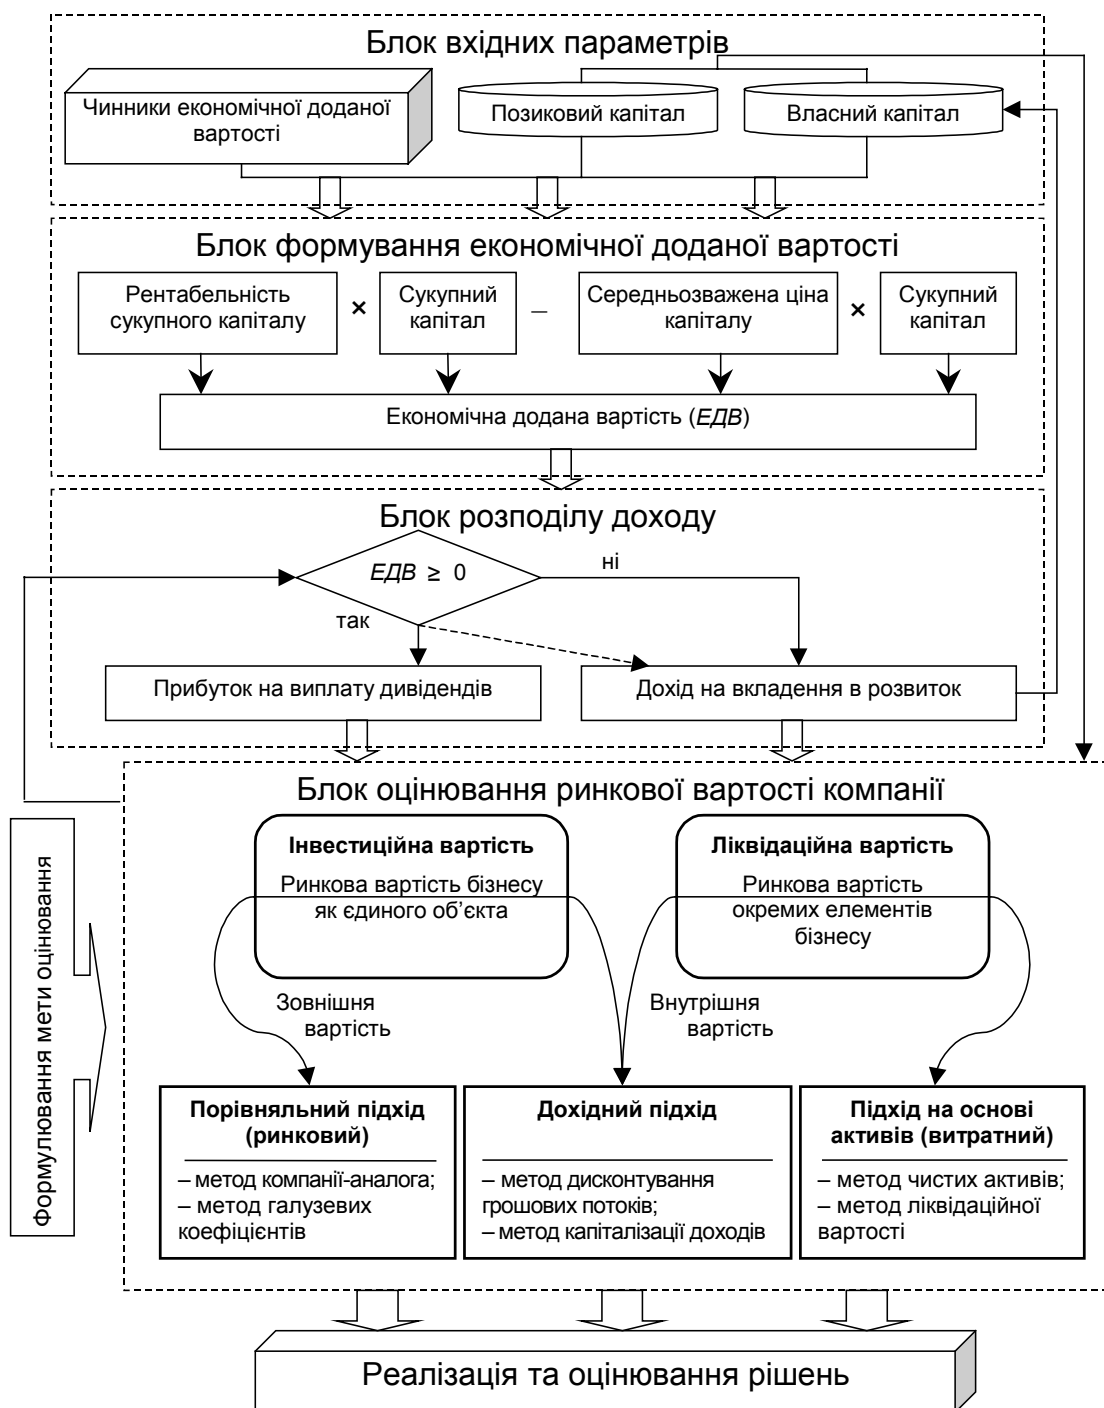 Блок вхідних параметрів
Чинники економічної доданої
вартості
Позиковий капітал
Власний капітал
Блок формування економічної доданої вартості
Рентабельність
сукупного капіталу
×
Сукупний
капітал
–
Середньозважена ціна
капіталу
×
Сукупний
капітал
Економічна додана вартість (ЕДВ)
Блок розподілу доходу
ЕДВ ≥ 0
ні
так
Прибуток на виплату дивідендів
Дохід на вкладення в розвиток
Блок оцінювання ринкової вартості компанії
Формулювання мети оцінювання
Інвестиційна вартість
Ринкова вартість бізнесу
як єдиного об’єкта
Ліквідаційна вартість
Ринкова вартість
окремих елементів
бізнесу
Зовнішня
вартість
Внутрішня
вартість
Порівняльний підхід
(ринковий)
– метод компанії-аналога;
– метод галузевих
коефіцієнтів
Дохідний підхід
– метод дисконтування
грошових потоків;
– метод капіталізації доходів
Підхід на основі
активів (витратний)
– метод чистих активів;
– метод ліквідаційної
вартості
Реалізація та оцінювання рішень